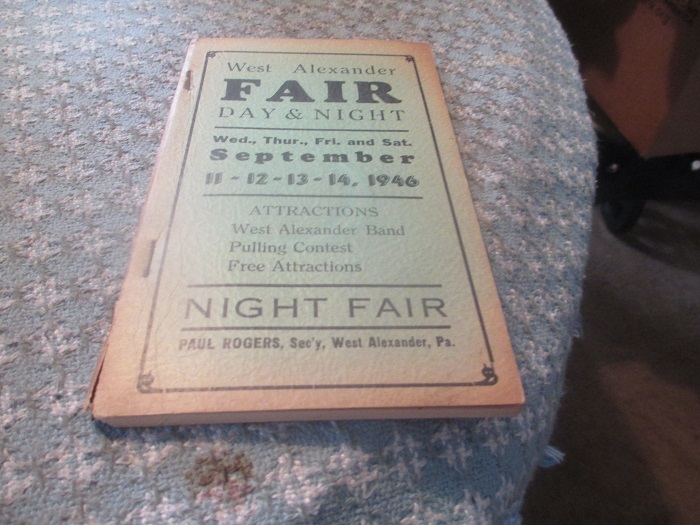 West Alexander
FAIR
DAY & NIGHT
Wed., Thur., Fri. and Sat.
September
11 - 12 - 13 - 14, 1946
ATTRACTIONS
West Alexander Band
Pulling Contest
Free Attractions
NIGHT FAIR
PAUL ROGERS, Sec'y, West Alexander, Pa.